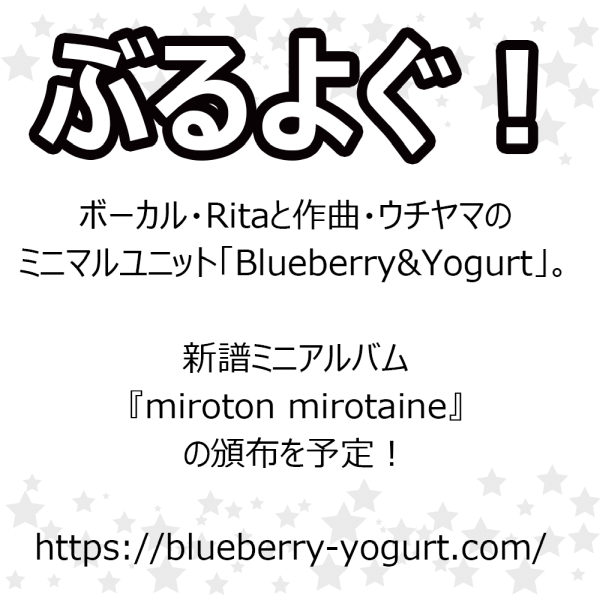 ぶるよぐ！
ボーカル・Ritaと作曲・ウチヤマの
ミニマルユニット「Blueberry&Yogurt」。
新譜ミニアルバム
『miroton mirotaine』
の頒布を予定！
https://blueberry-yogurt.com/